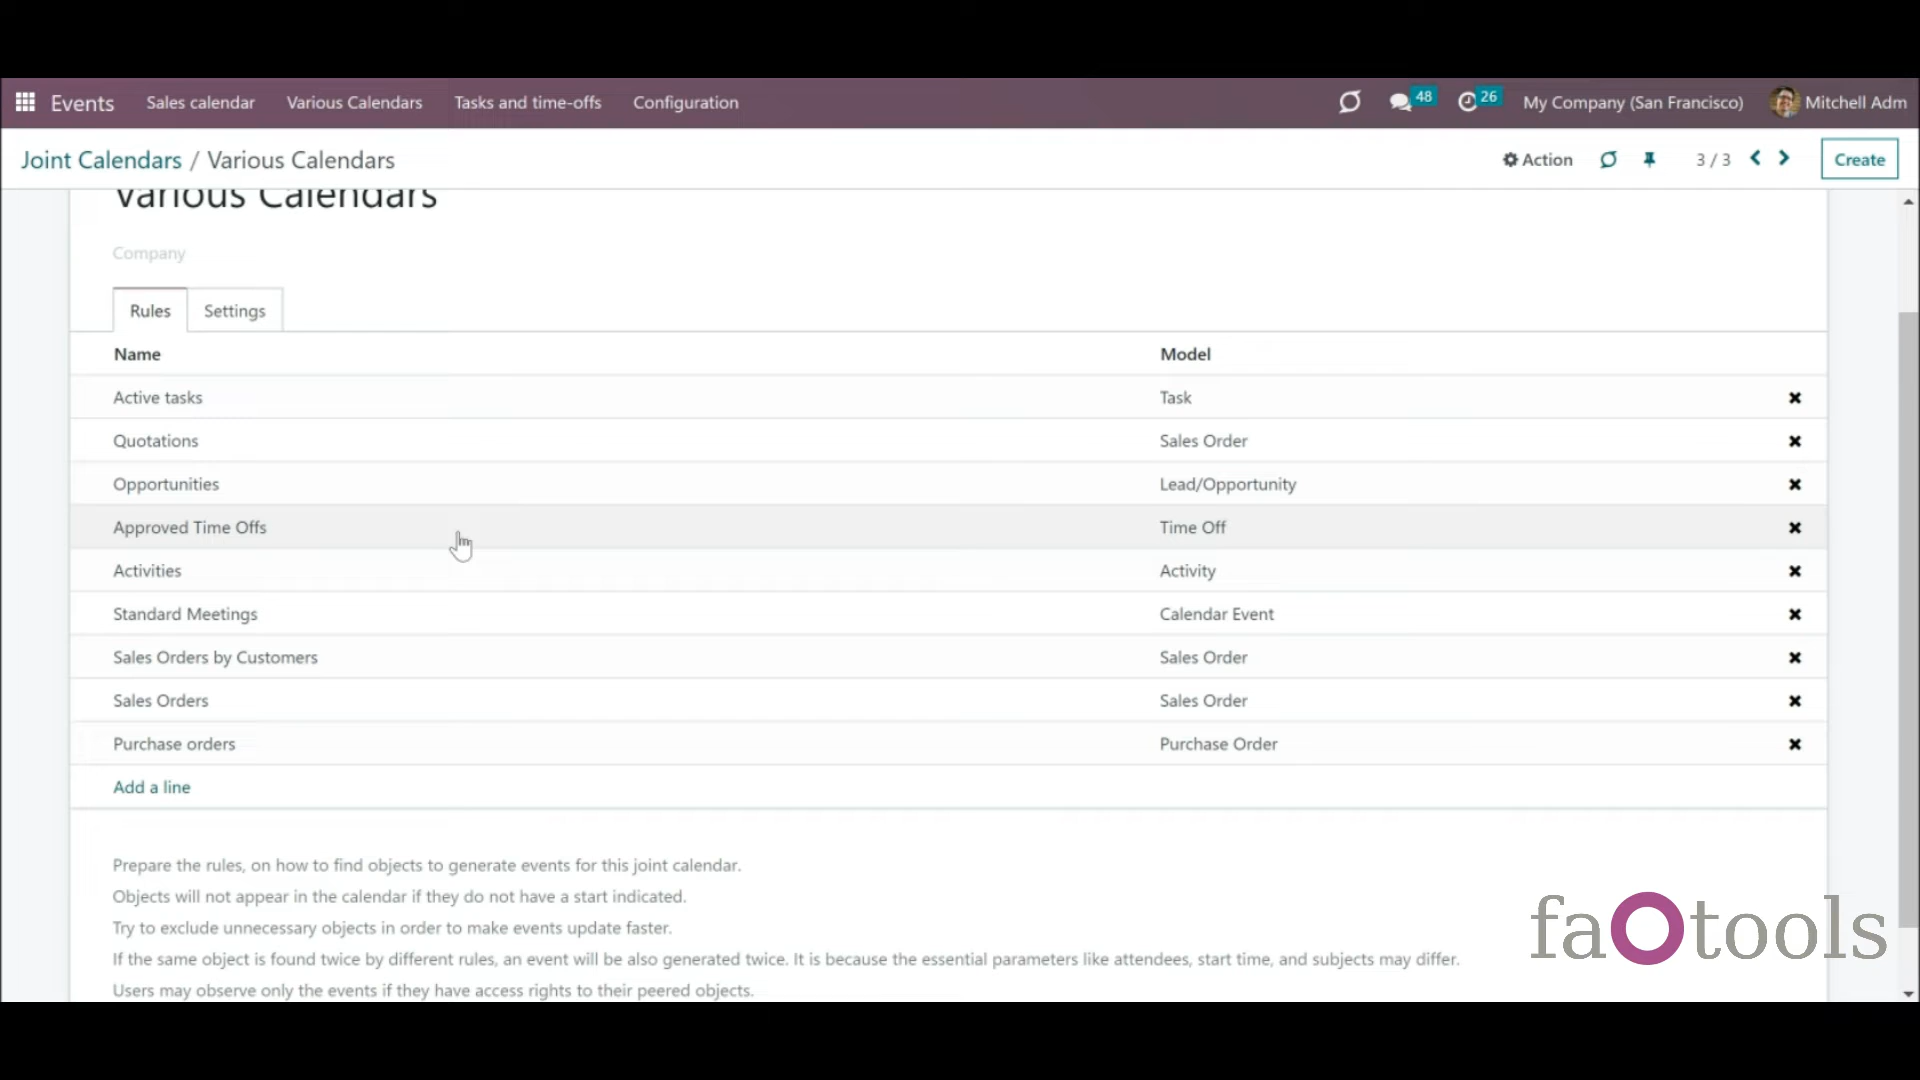 Events Sales calendar Various Calendars Tasks and time-offs Configuration 48 26 My Company (San Francisco) Mitchell Adm
Joint Calendars / Various Calendars Action 3 / 3 Create
Various Calendars
Company
Rules Settings
Name Model
Active tasks Task
Quotations Sales Order
Opportunities Lead/Opportunity
Approved Time Offs Time Off
Activities Activity
Standard Meetings Calendar Event
Sales Orders by Customers Sales Order
Sales Orders Sales Order
Purchase orders Purchase Order
Add a line
Prepare the rules, on how to find objects to generate events for this joint calendar.
Objects will not appear in the calendar if they do not have a start indicated.
Try to exclude unnecessary objects in order to make events update faster.
If the same object is found twice by different rules, an event will be also generated twice. It is because the essential parameters like attendees, start time, and subjects may differ.
Users may observe only the events if they have access rights to their peered objects.
faOtools